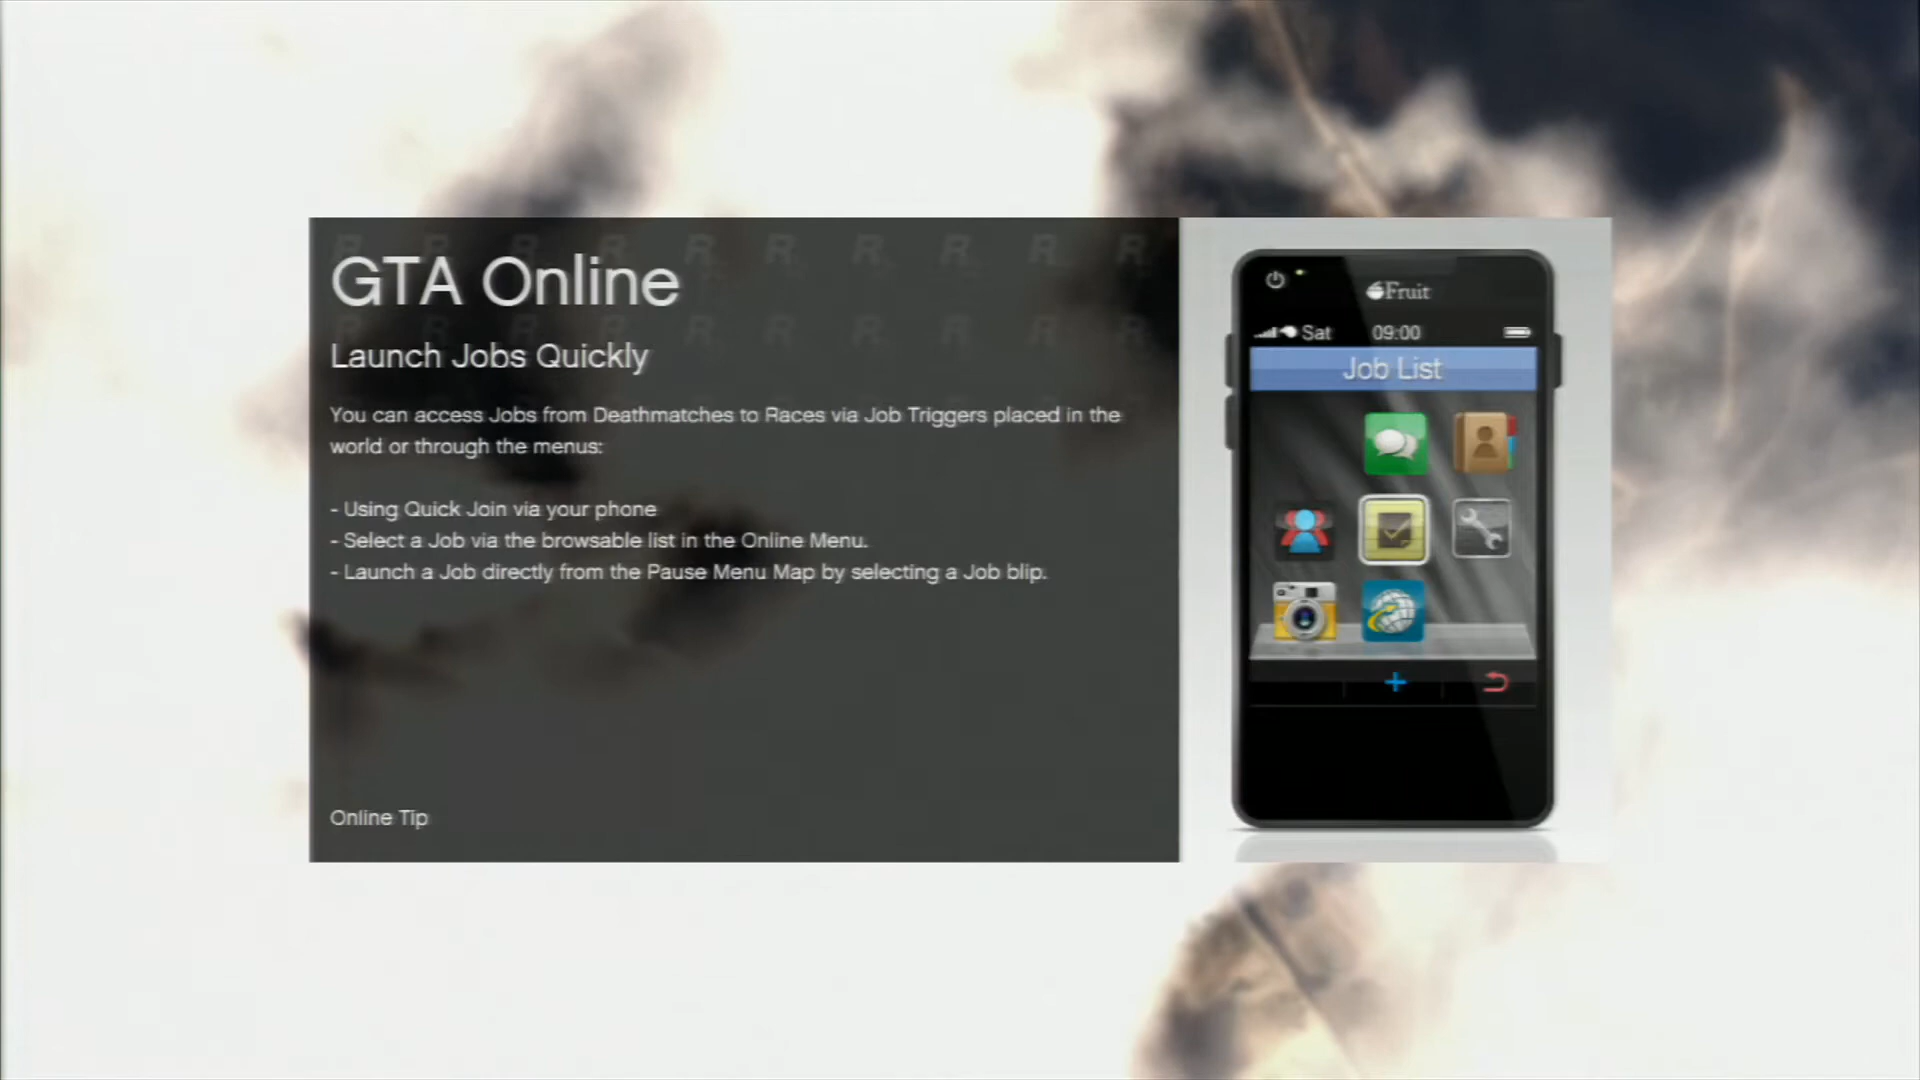 GTA Online
Launch Jobs Quickly
You can access Jobs from Deathmatches to Races via Job Triggers placed in the
world or through the menus:
- Using Quick Join via your phone
- Select a Job via the browsable list in the Online Menu.
- Launch a Job directly from the Pause Menu Map by selecting a Job blip.
Online Tip
Fruit
Sat 09:00
Job List